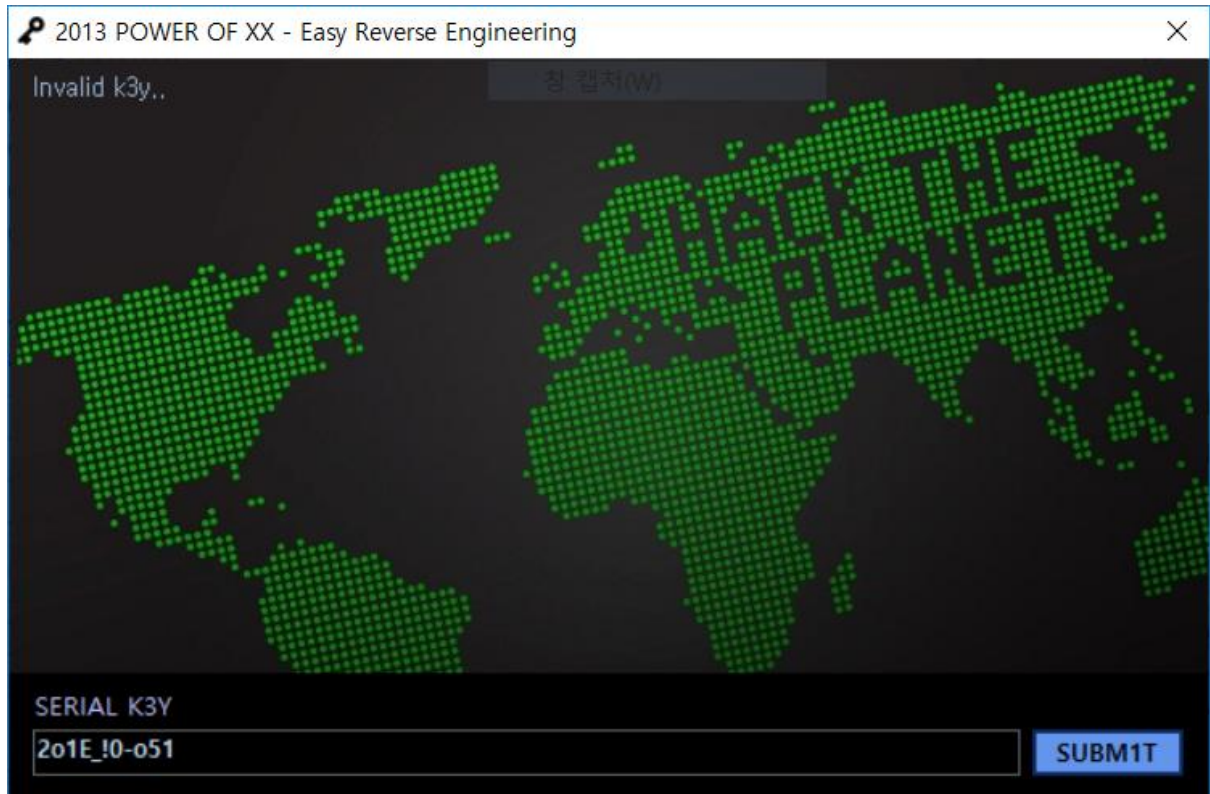 2013 POWER OF XX - Easy Reverse Engineering
Invalid k3y..
창 캡처(W)
HACK THE
PLANET
SERIAL K3Y
2o1E_!0-o51
SUBM1T